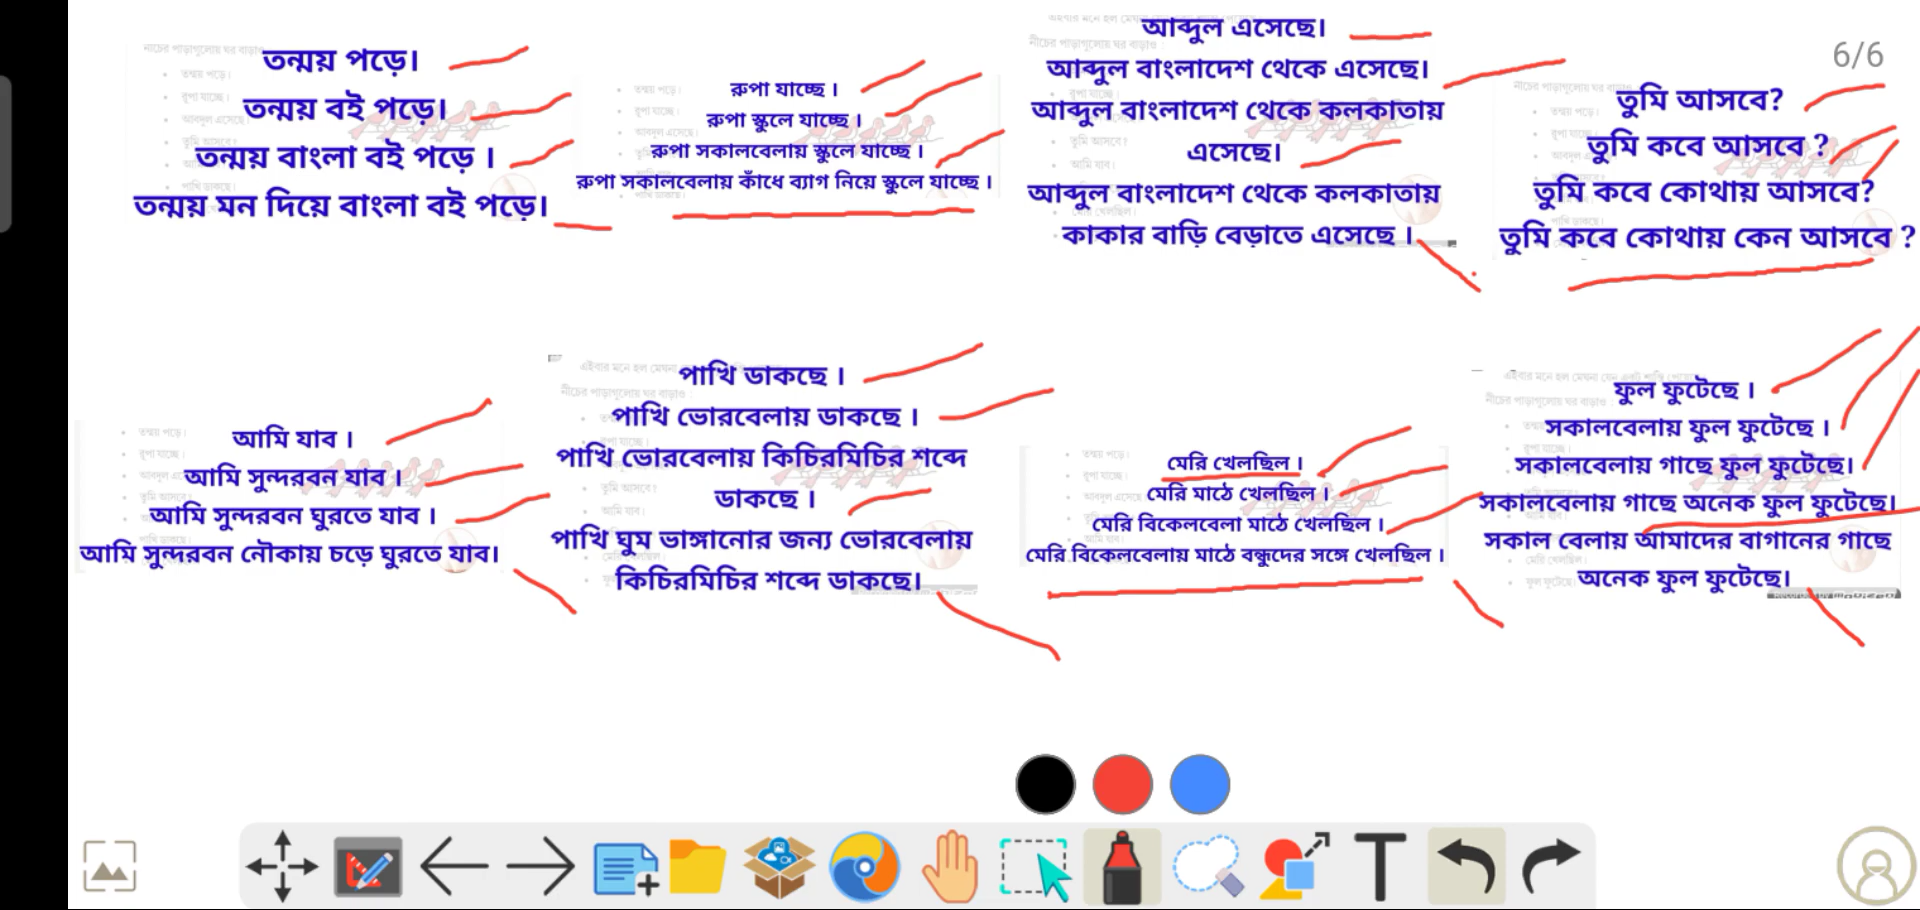 6/6
তন্ময় পড়ে।
তন্ময় বই পড়ে।
তন্ময় বাংলা বই পড়ে ।
তন্ময় মন দিয়ে বাংলা বই পড়ে।
রুপা যাচ্ছে ।
রুপা স্কুলে যাচ্ছে ।
রুপা সকালবেলায় স্কুলে যাচ্ছে ।
রুপা সকালবেলায় কাঁধে ব্যাগ নিয়ে স্কুলে যাচ্ছে ।
আব্দুল এসেছে।
আব্দুল বাংলাদেশ থেকে এসেছে।
আব্দুল বাংলাদেশ থেকে কলকাতায়
এসেছে।
আব্দুল বাংলাদেশ থেকে কলকাতায়
কাকার বাড়ি বেড়াতে এসেছে ।
তুমি আসবে?
তুমি কবে আসবে ?
তুমি কবে কোথায় আসবে?
তুমি কবে কোথায় কেন আসবে ?
আমি যাব ।
আমি সুন্দরবন যাব ।
আমি সুন্দরবন ঘুরতে যাব ।
আমি সুন্দরবন নৌকায় চড়ে ঘুরতে যাব।
পাখি ডাকছে ।
পাখি ভোরবেলায় ডাকছে ।
পাখি ভোরবেলায় কিচিরমিচির শব্দে
ডাকছে ।
পাখি ঘুম ভাঙ্গানোর জন্য ভোরবেলায়
কিচিরমিচির শব্দে ডাকছে।
মেরি খেলছিল ।
মেরি মাঠে খেলছিল ।
মেরি বিকেলবেলা মাঠে খেলছিল ।
মেরি বিকেলবেলায় মাঠে বন্ধুদের সঙ্গে খেলছিল ।
ফুল ফুটেছে ।
সকালবেলায় ফুল ফুটেছে ।
সকালবেলায় গাছে ফুল ফুটেছে।
সকালবেলায় গাছে অনেক ফুল ফুটেছে।
সকাল বেলায় আমাদের বাগানের গাছে
অনেক ফুল ফুটেছে।